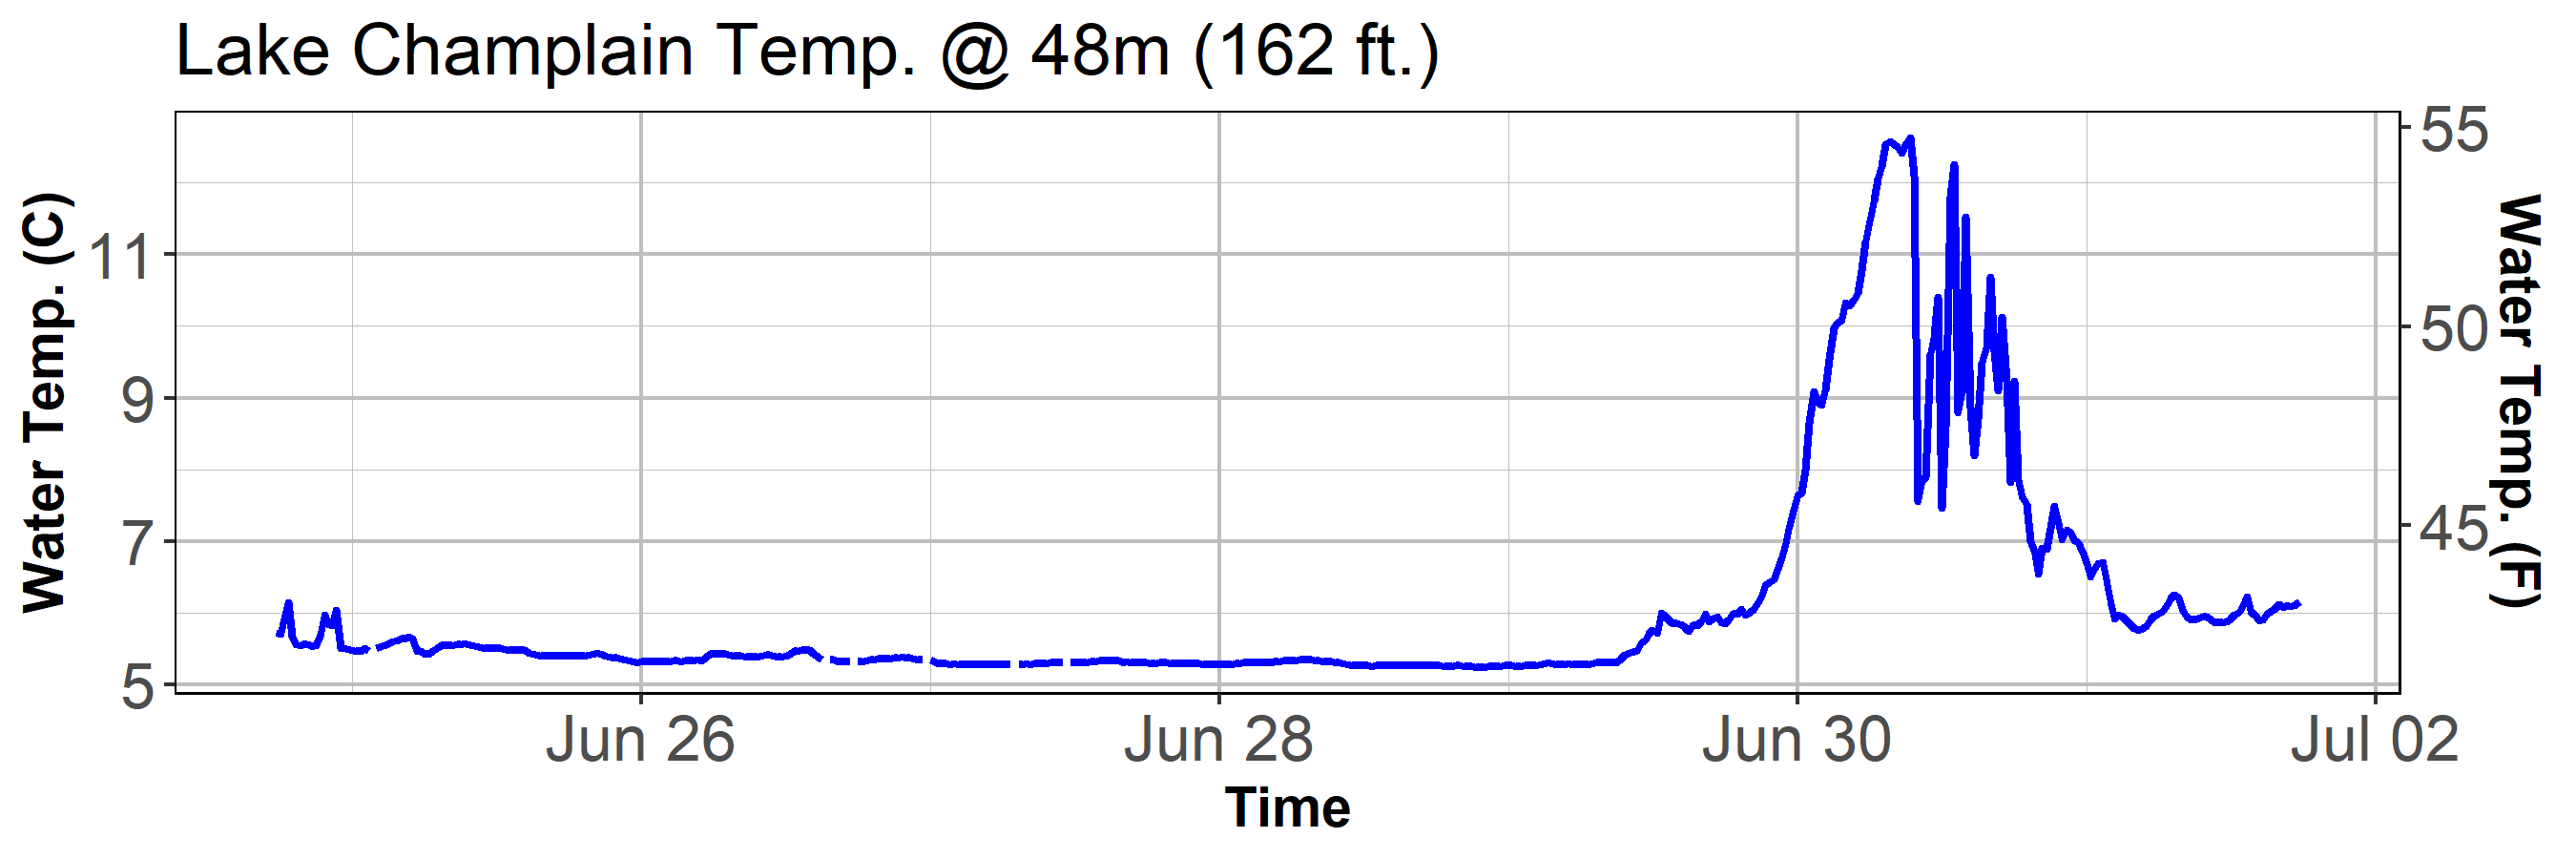 Lake Champlain Temp. @ 48m (162 ft.)
Water Temp. (C)
11
9
7
5
55
50
45
Water Temp. (F)
Jun 26
Jun 28
Jun 30
Jul 02
Time